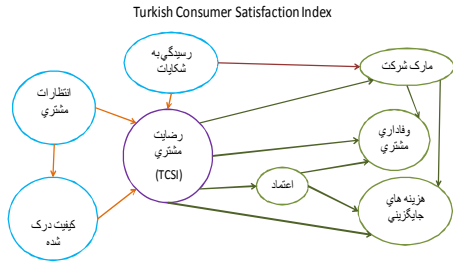 Turkish Consumer Satisfaction Index
رسيدگي به
شكايات
مارك شركت
انتظارات
مشتري
رضايت
مشتري
(TCSI)
وفاداري
مشتري
اعتماد
هزينه هاي
جايگزيني
كيفيت درك
شده